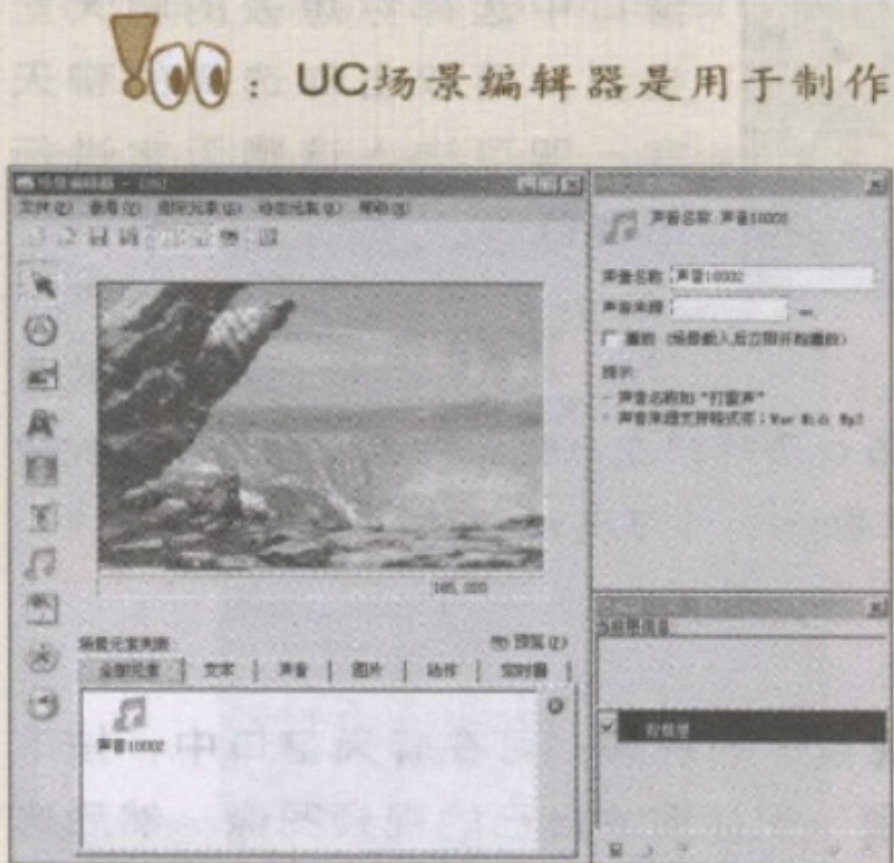 ：UC场景编辑器是用于制作
场景编辑器
文件(F) 查看(V) 动态元素 帮助(H)
165, 000
场景元素列表:
预览(P)
全部元素 文本 声音 图片 动作 定时器
声音10002
声音名称:声音10002
声音名称 声音10002
声音来源
播放 (场景载入后立即开始播放)
提示:
声音名称如"打雷声"
声音来源支持格式有: Wav Mid Mp3